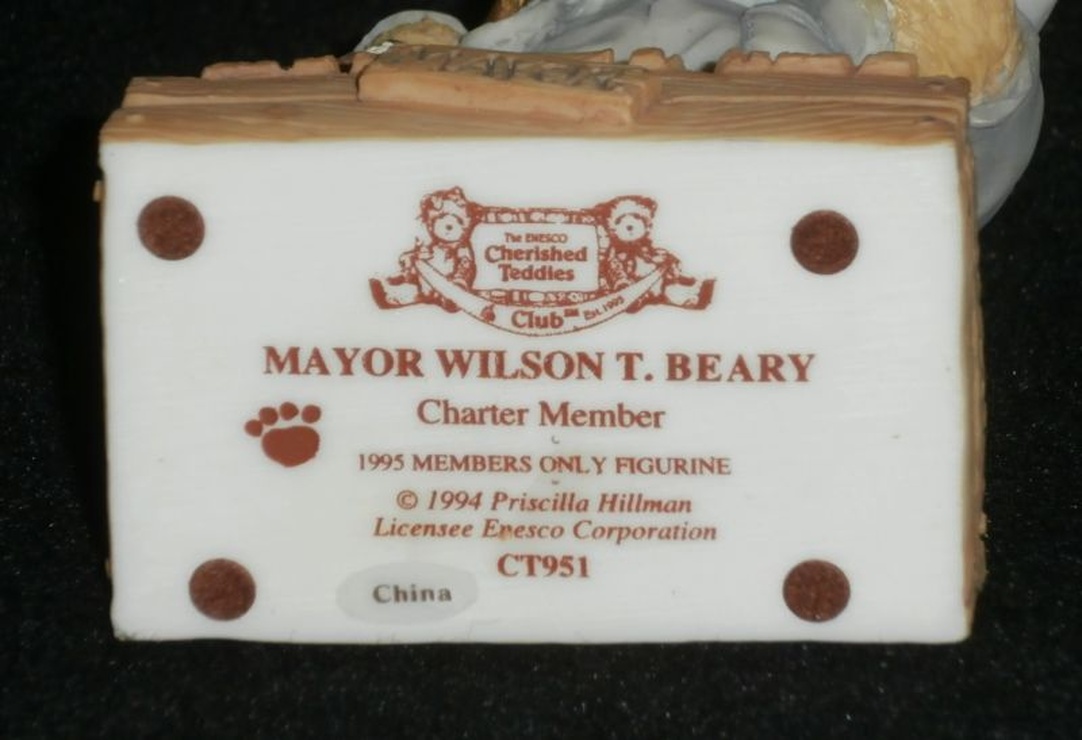 The ENESCO
Cherished
Teddies
Club℠ Est. 1995
MAYOR WILSON T. BEARY
Charter Member
1995 MEMBERS ONLY FIGURINE
© 1994 Priscilla Hillman
Licensee Enesco Corporation
CT951
China